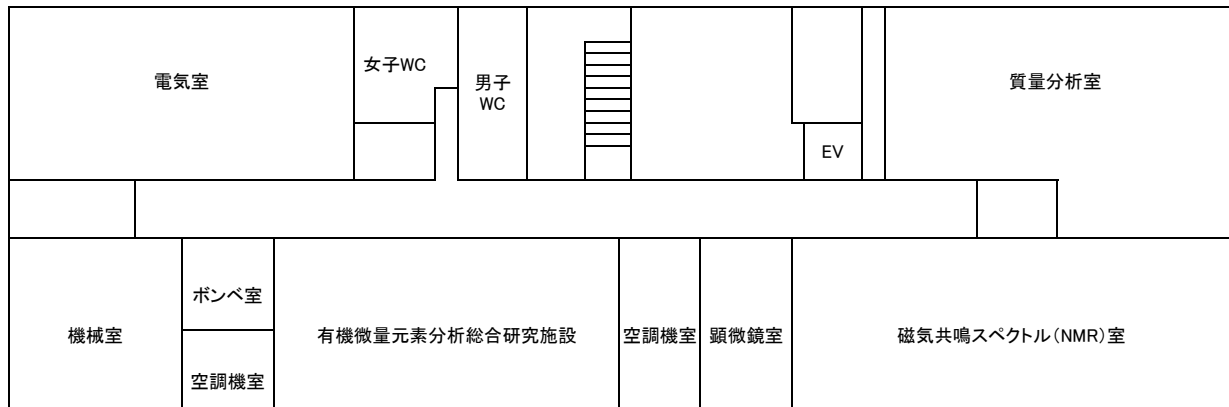 電気室
女子WC
男子
WC
EV
質量分析室
機械室
ボンベ室
空調機室
有機微量元素分析総合研究施設
空調機室
顕微鏡室
磁気共鳴スペクトル(NMR)室